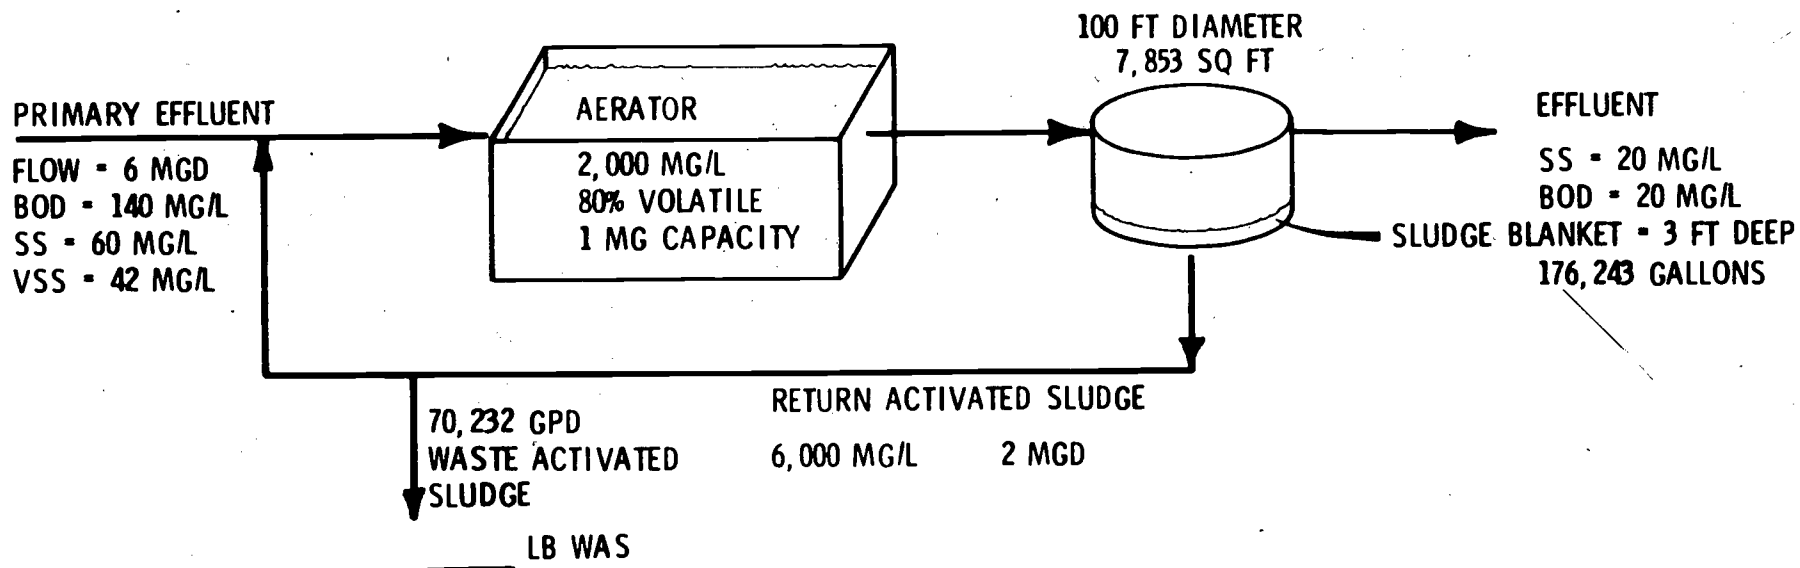 100 FT DIAMETER
7,853 SQ FT
PRIMARY EFFLUENT
FLOW = 6 MGD
BOD = 140 MG/L
SS = 60 MG/L
VSS = 42 MG/L
AERATOR
2,000 MG/L
80% VOLATILE
1 MG CAPACITY
EFFLUENT
SS = 20 MG/L
BOD = 20 MG/L
SLUDGE BLANKET = 3 FT DEEP
176,243 GALLONS
RETURN ACTIVATED SLUDGE
6,000 MG/L 2 MGD
70,232 GPD
WASTE ACTIVATED
SLUDGE
____ LB WAS